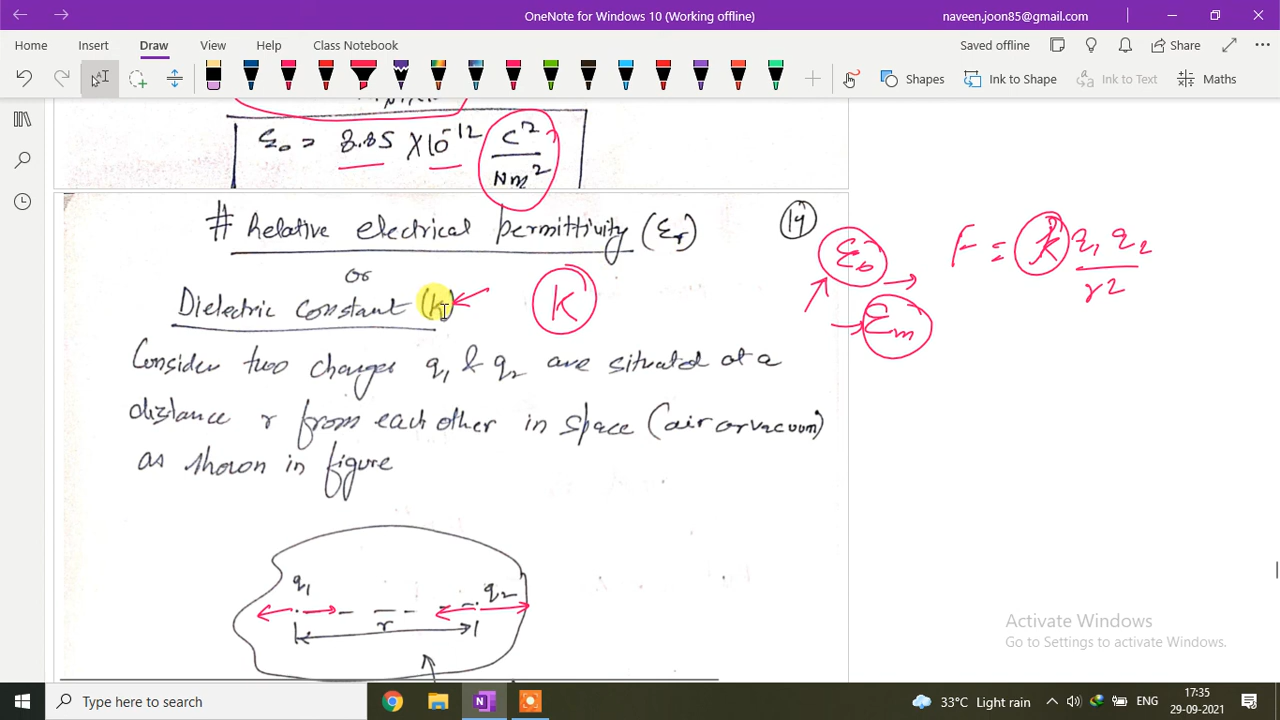 OneNote for Windows 10 (Working offline)
naveen.joon85@gmail.com
Home Insert Draw View Help Class Notebook
Saved offline
Share
Shapes
Ink to Shape
Ink to Text
Maths
ε₀ = 8.85 X10⁻¹² C²/Nm²
# Relative electrical permittivity (εr)
19
or
Dielectric constant (k)
K
ε₀
εm
F = k q₁ q₂ / r²
Consider two charges q₁ & q₂ are situated at a
distance r from each other in space (air or vacuum)
as shown in figure
q₁
q₂
r
Activate Windows
Go to Settings to activate Windows.
Type here to search
33°C Light rain
ENG
17:35
29-09-2021